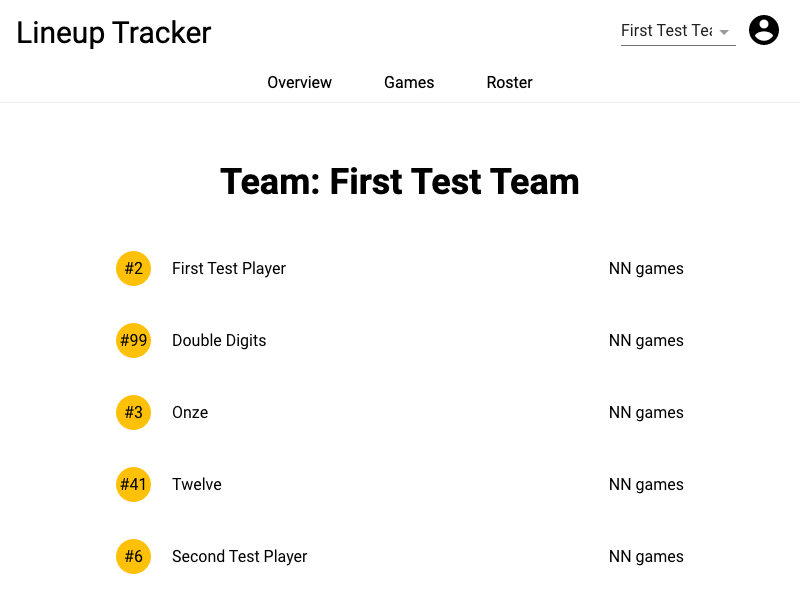 Lineup Tracker
First Test Tea
Overview Games Roster
Team: First Test Team
#2 First Test Player NN games
#99 Double Digits NN games
#3 Onze NN games
#41 Twelve NN games
#6 Second Test Player NN games